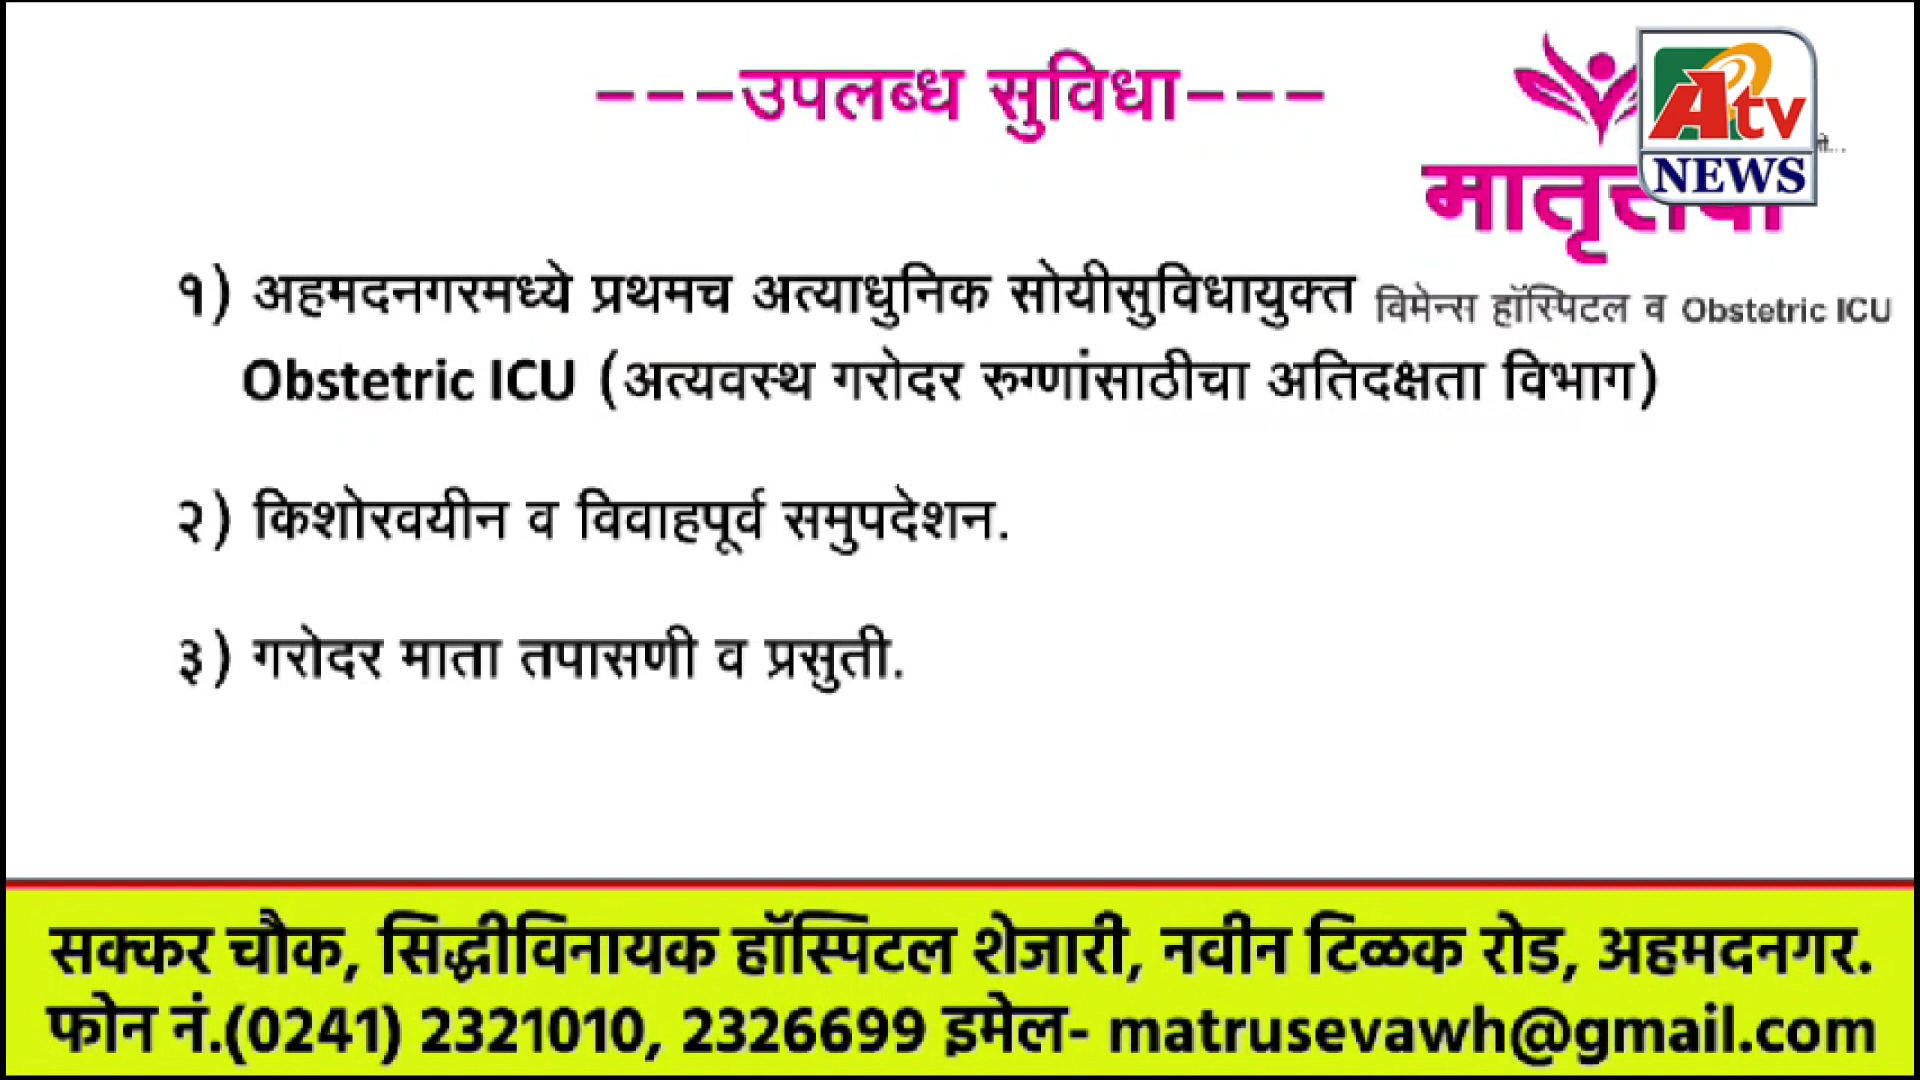 ---उपलब्ध सुविधा---
Atv
NEWS
विमेन्स हॉस्पिटल व Obstetric ICU
१) अहमदनगरमध्ये प्रथमच अत्याधुनिक सोयीसुविधायुक्त
Obstetric ICU (अत्यवस्थ गरोदर रुग्णांसाठीचा अतिदक्षता विभाग)
२) किशोरवयीन व विवाहपूर्व समुपदेशन.
३) गरोदर माता तपासणी व प्रसुती.
सक्कर चौक, सिद्धीविनायक हॉस्पिटल शेजारी, नवीन टिळक रोड, अहमदनगर.
फोन नं.(0241) 2321010, 2326699 इमेल- matrusevawh@gmail.com